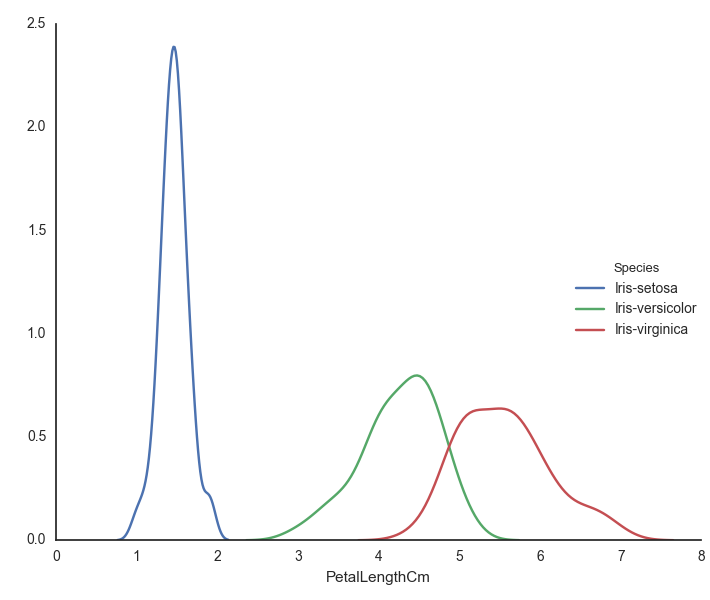 2.5
2.0
1.5
1.0
0.5
0.0
0 1 2 3 4 5 6 7 8
PetalLengthCm
Species
Iris-setosa
Iris-versicolor
Iris-virginica